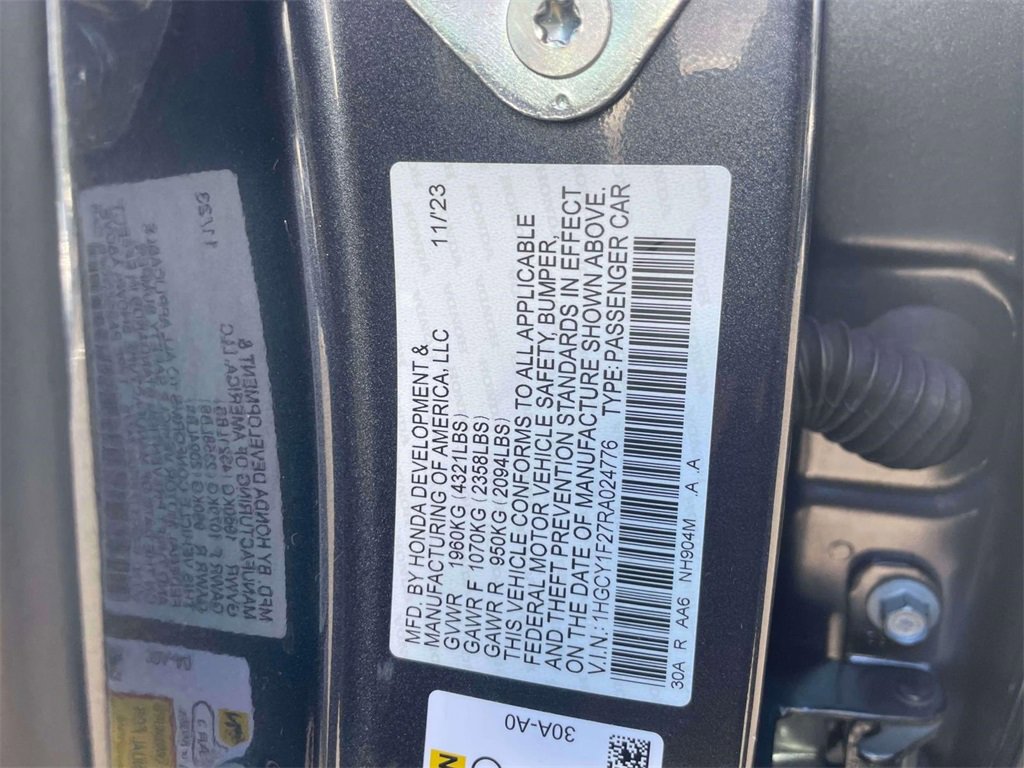 MFD. BY HONDA DEVELOPMENT & 11/'23
MANUFACTURING OF AMERICA, LLC
GVWR 1960KG (4321LBS)
GAWR F 1070KG (2358LBS)
GAWR R 950KG (2094LBS)
THIS VEHICLE CONFORMS TO ALL APPLICABLE
FEDERAL MOTOR VEHICLE SAFETY, BUMPER,
AND THEFT PREVENTION STANDARDS IN EFFECT
ON THE DATE OF MANUFACTURE SHOWN ABOVE.
V.I.N.:1HGCY1F27RA024776 TYPE:PASSENGER CAR
30A R AA6 NH904M .A .A
30A-A0